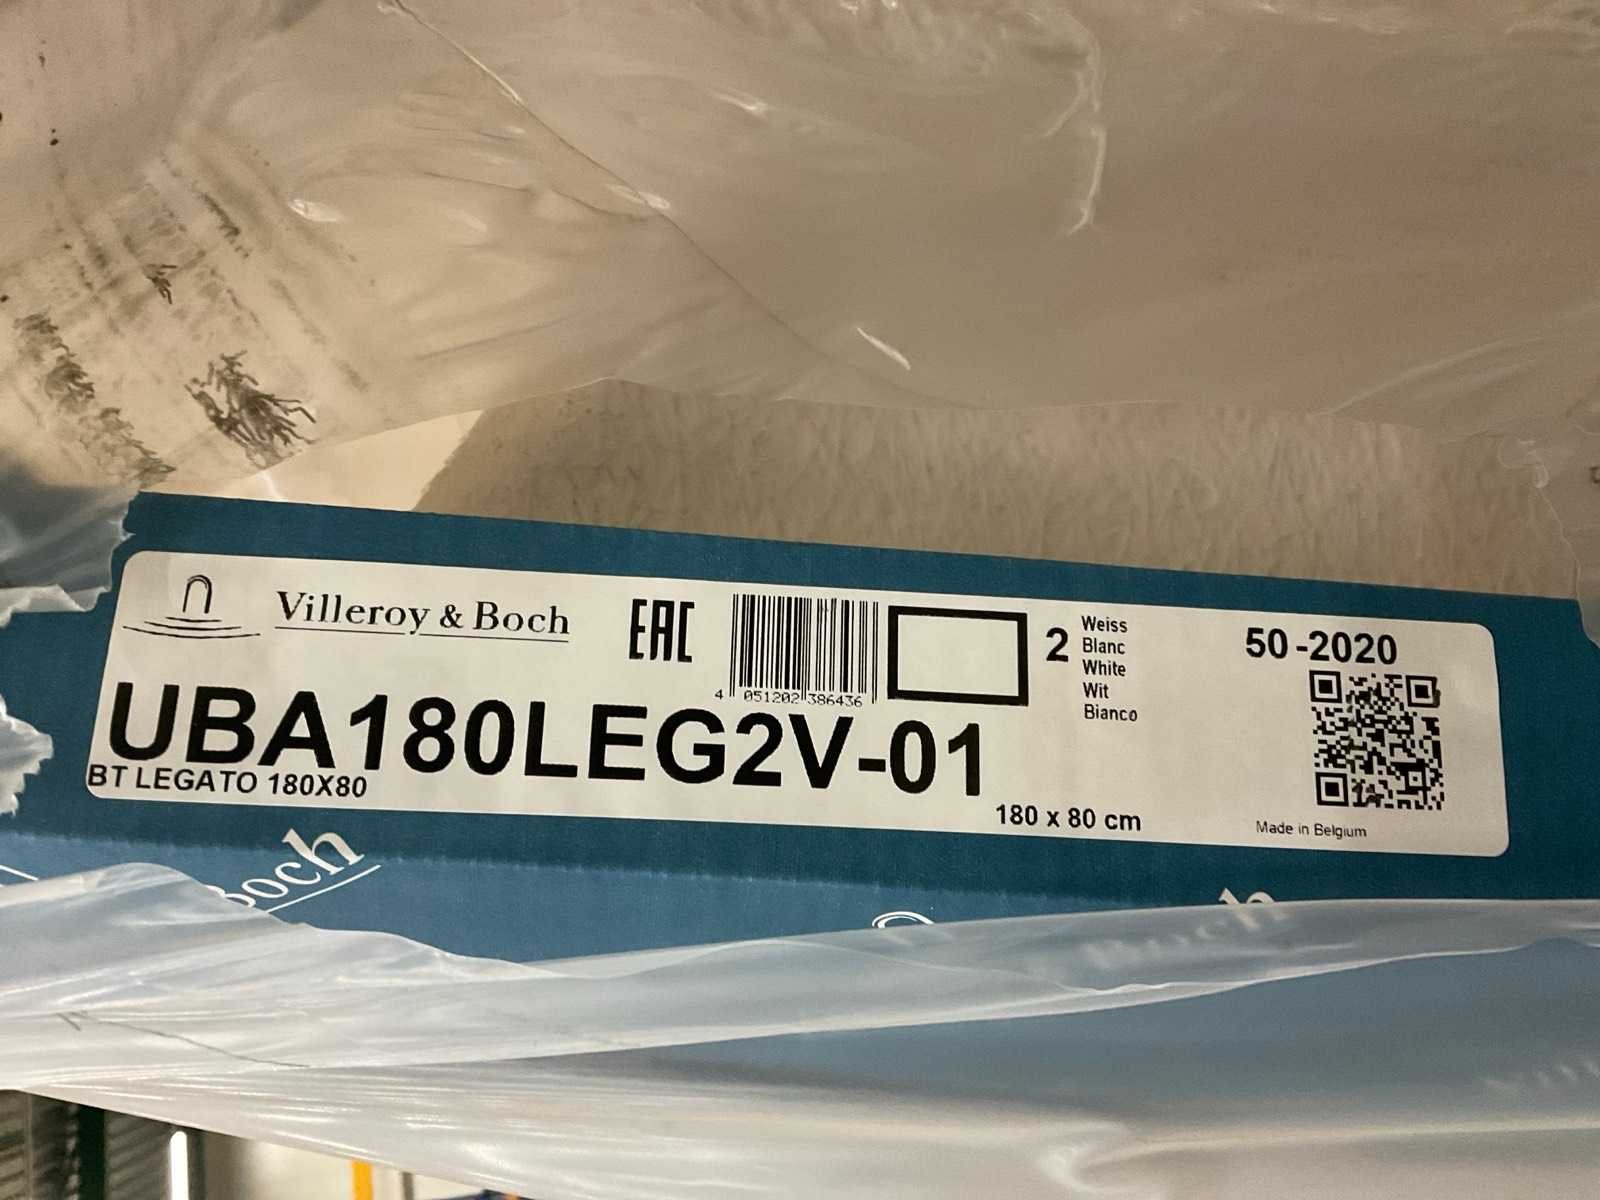 Villeroy & Boch
EAC
4 051202 386436
2
Weiss
Blanc
White
Wit
Bianco
50-2020
UBA180LEG2V-01
BT LEGATO 180X80
180 x 80 cm
Made in Belgium
Boch